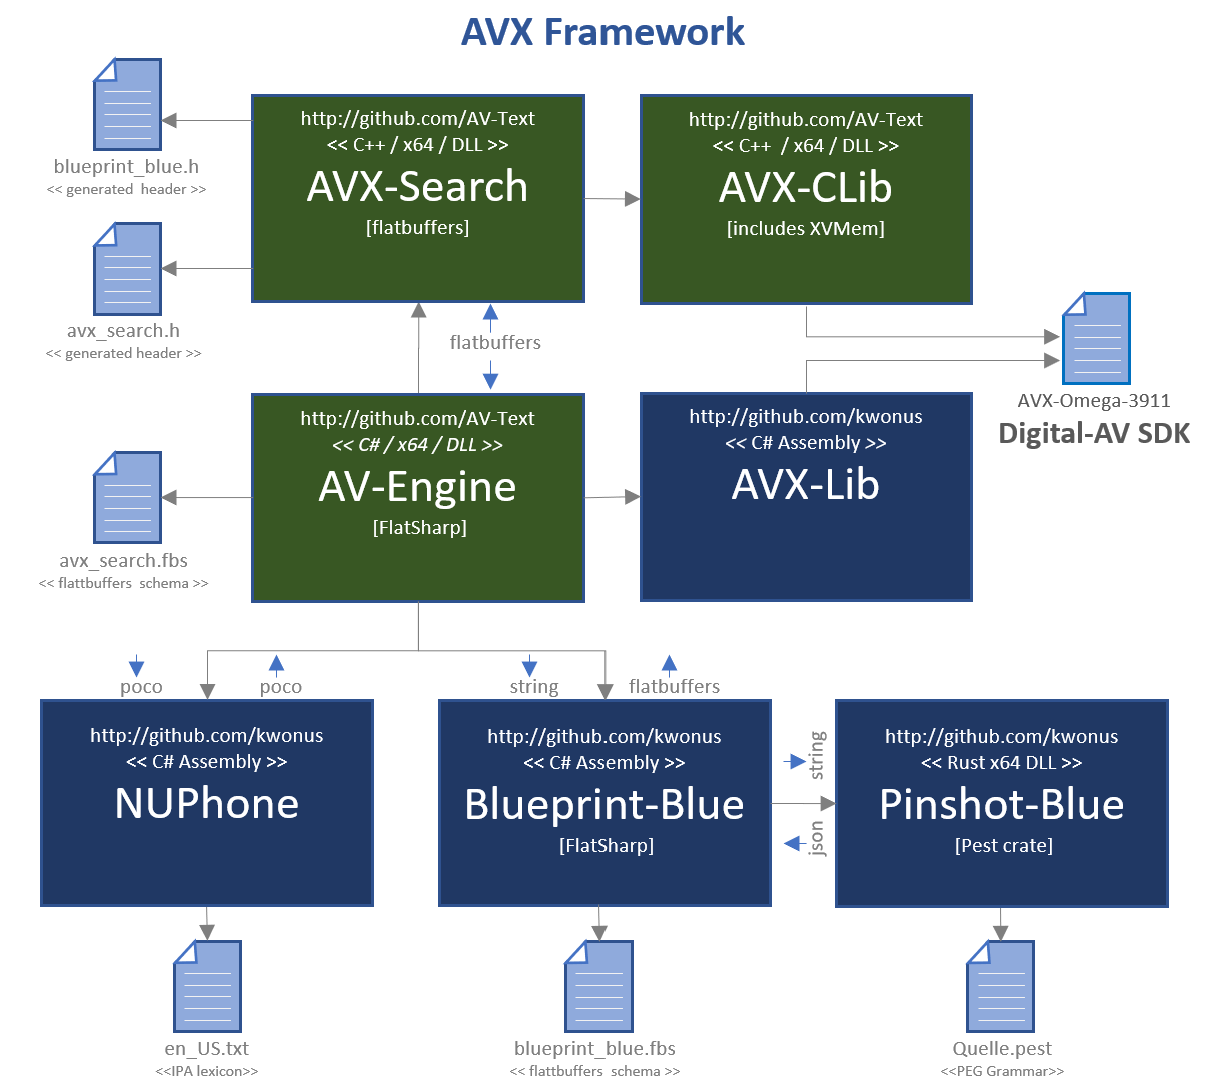 AVX Framework
blueprint_blue.h
<< generated  header >>
http://github.com/AV-Text
<< C++ / x64 / DLL >>
AVX-Search
[flatbuffers]
http://github.com/AV-Text
<< C++  / x64 / DLL >>
AVX-CLib
[includes XVMem]
avx_search.h
<< generated header >>
flatbuffers
AVX-Omega-3911
Digital-AV SDK
http://github.com/AV-Text
<< C# / x64 / DLL >>
AV-Engine
[FlatSharp]
http://github.com/kwonus
<< C# Assembly >>
AVX-Lib
avx_search.fbs
<< flattbuffers  schema >>
poco
poco
string
flatbuffers
http://github.com/kwonus
<< C# Assembly >>
NUPhone
http://github.com/kwonus
<< C# Assembly >>
Blueprint-Blue
[FlatSharp]
string
json
http://github.com/kwonus
<< Rust x64 DLL >>
Pinshot-Blue
[Pest crate]
en_US.txt
<<IPA lexicon>>
blueprint_blue.fbs
<< flattbuffers  schema >>
Quelle.pest
<<PEG Grammar>>